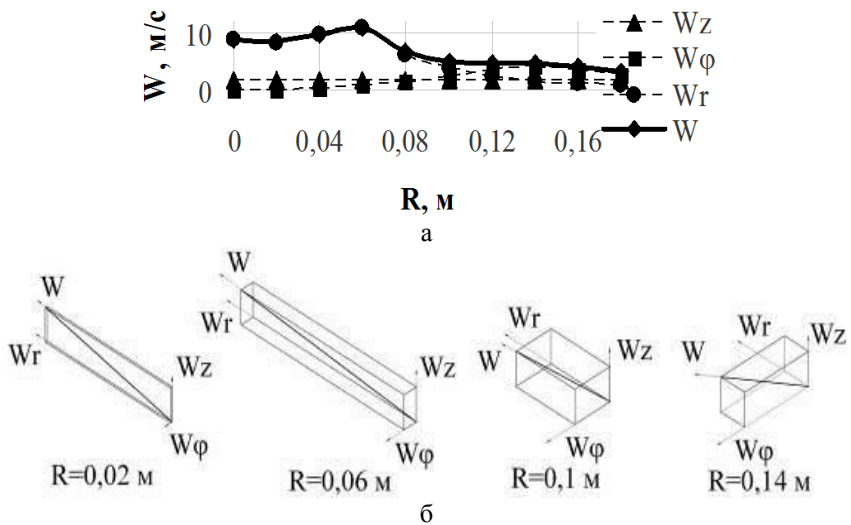 W, м/с
10
0
0 0,04 0,08 0,12 0,16
R, м
Wz
Wφ
Wr
W
а
W
Wr
Wz
Wφ
R=0,02 м
W
Wr
Wz
Wφ
R=0,06 м
Wr
W
Wz
Wφ
R=0,1 м
Wr
Wz
W
Wφ
R=0,14 м
б